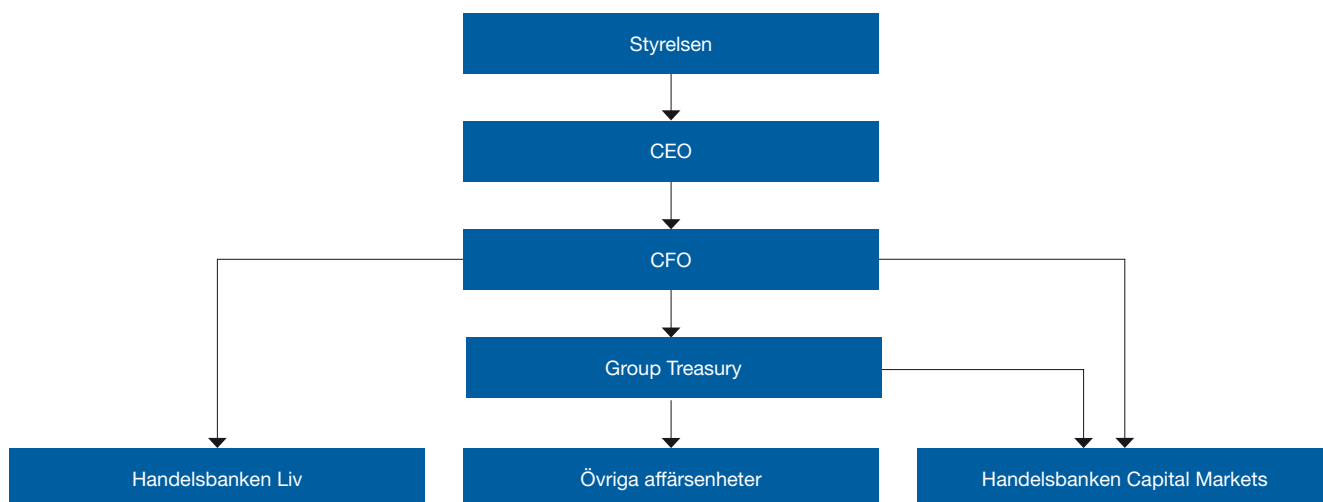 Styrelsen
CEO
CFO
Group Treasury
Handelsbanken Liv
Övriga affärsenheter
Handelsbanken Capital Markets